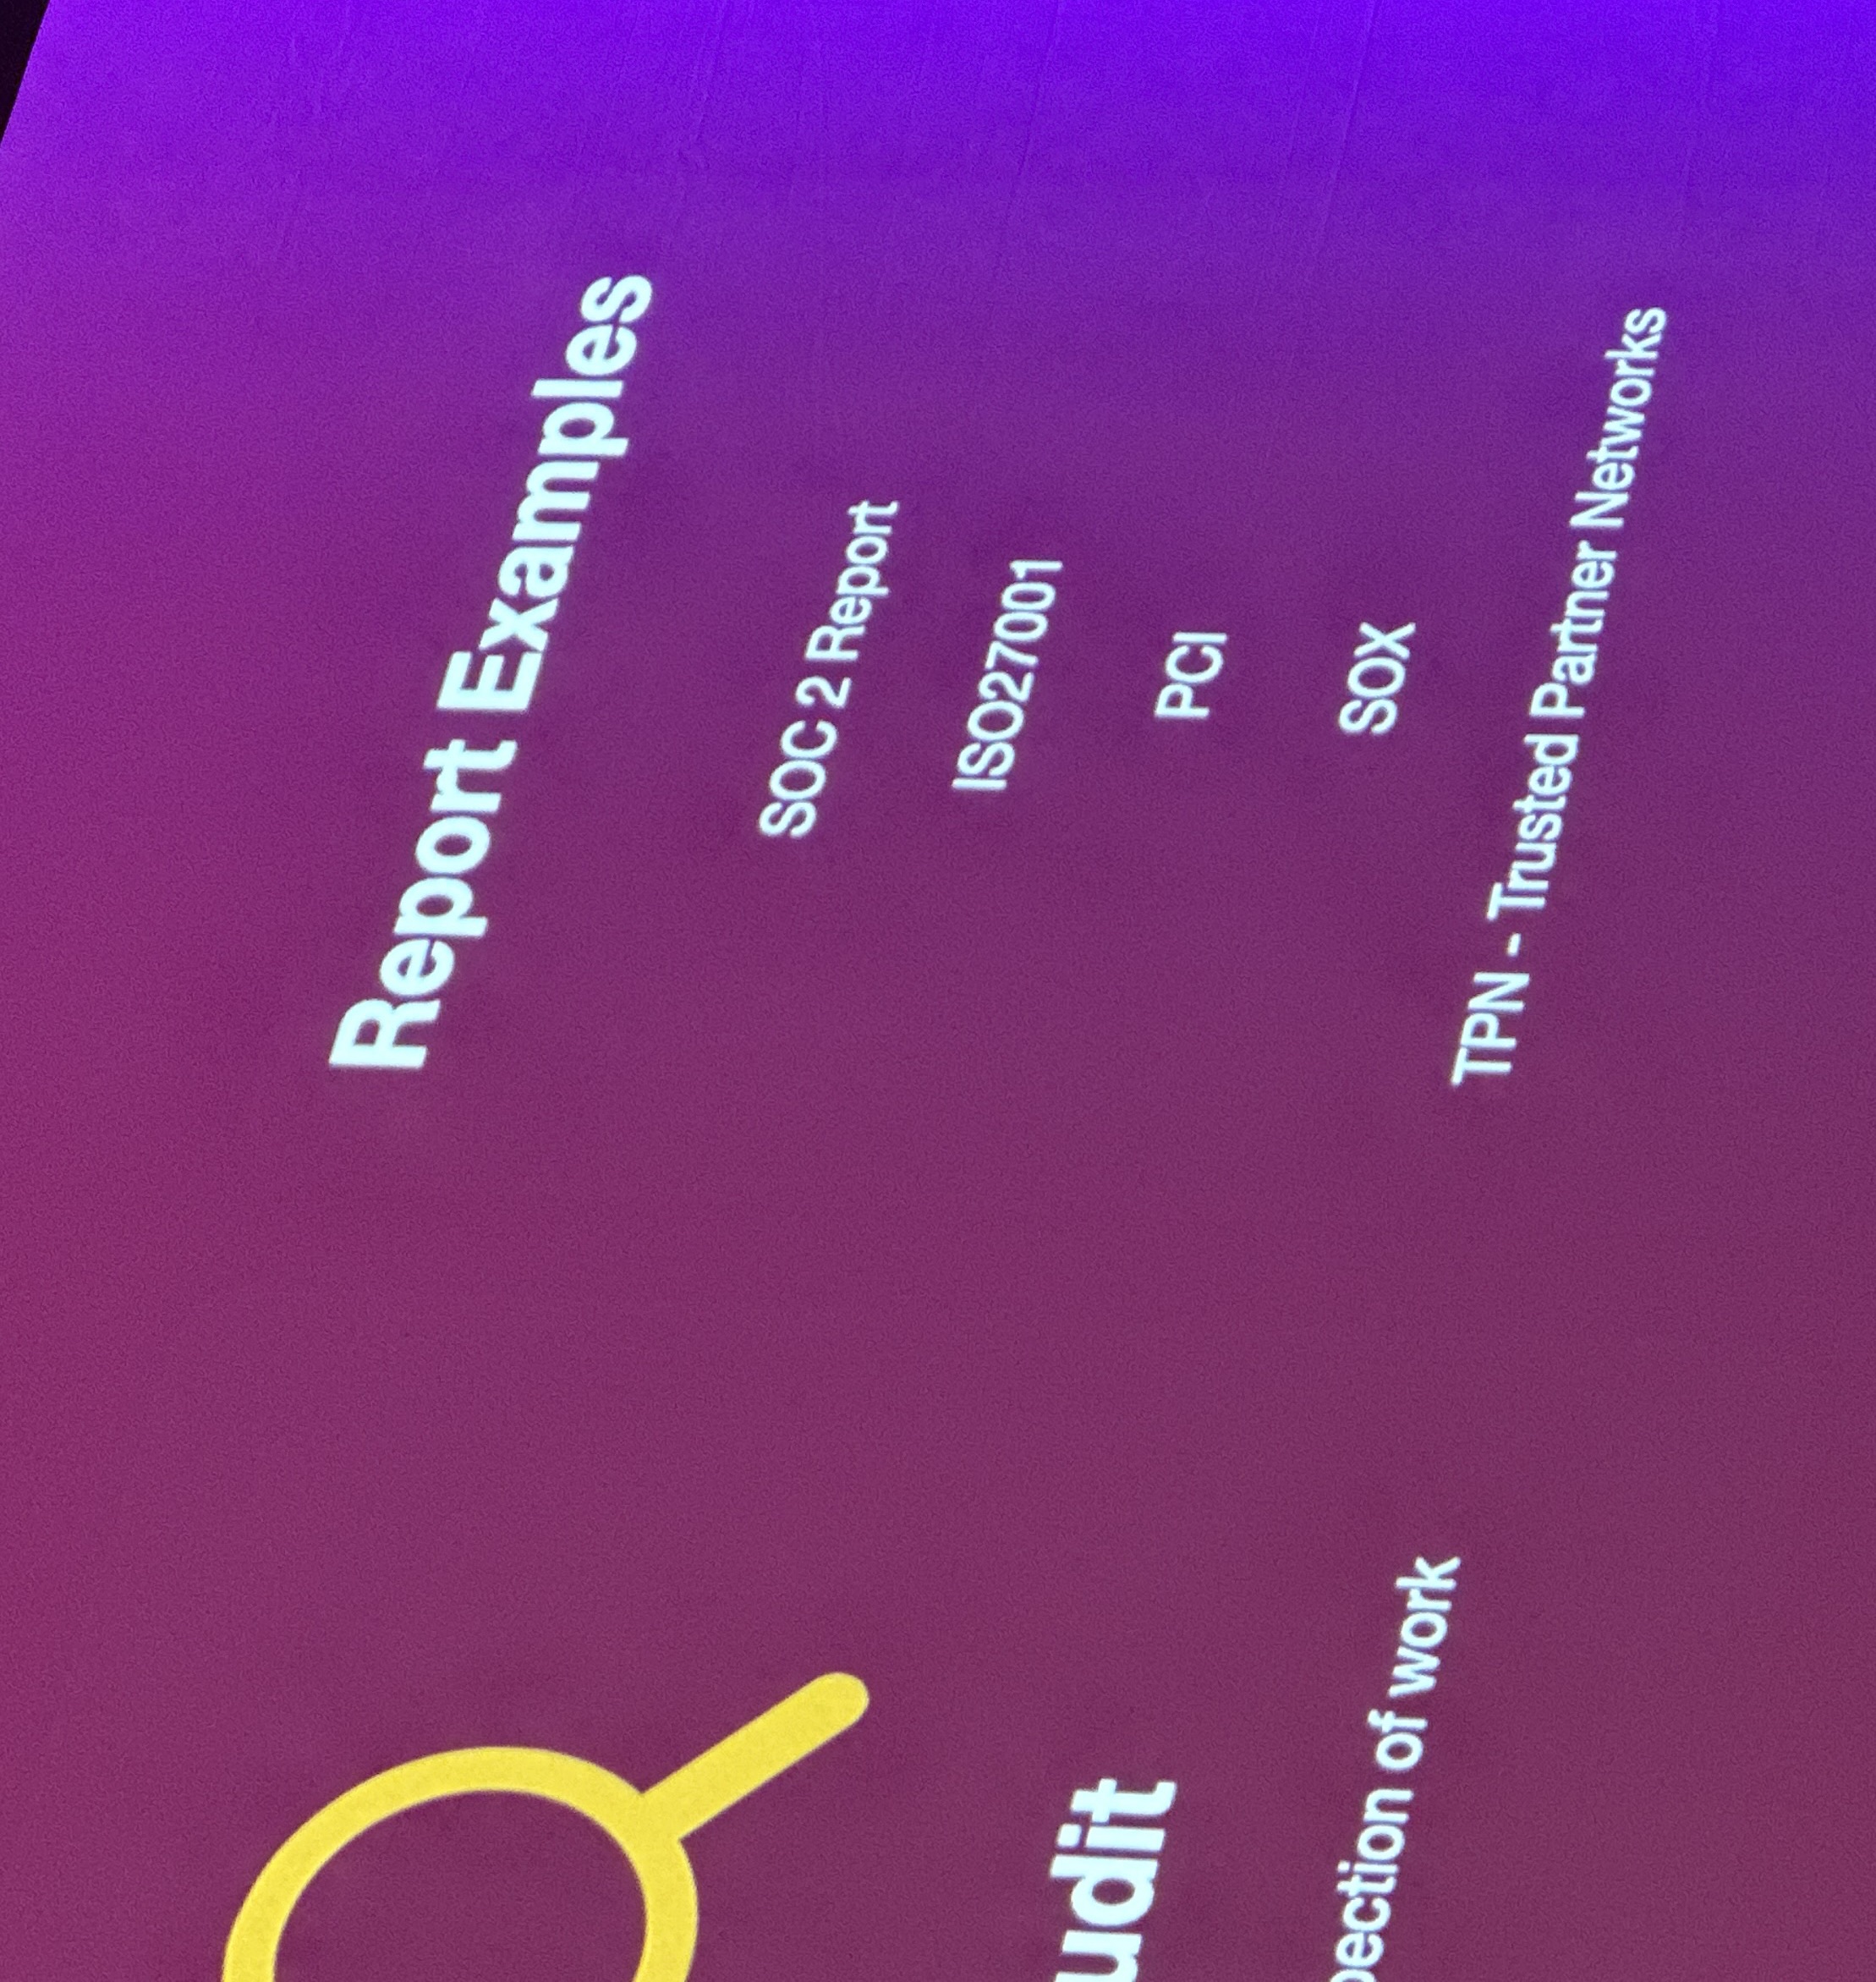 udit
pection of work
Report Examples
SOC 2 Report
ISO27001
PCI
SOX
TPN - Trusted Partner Networks